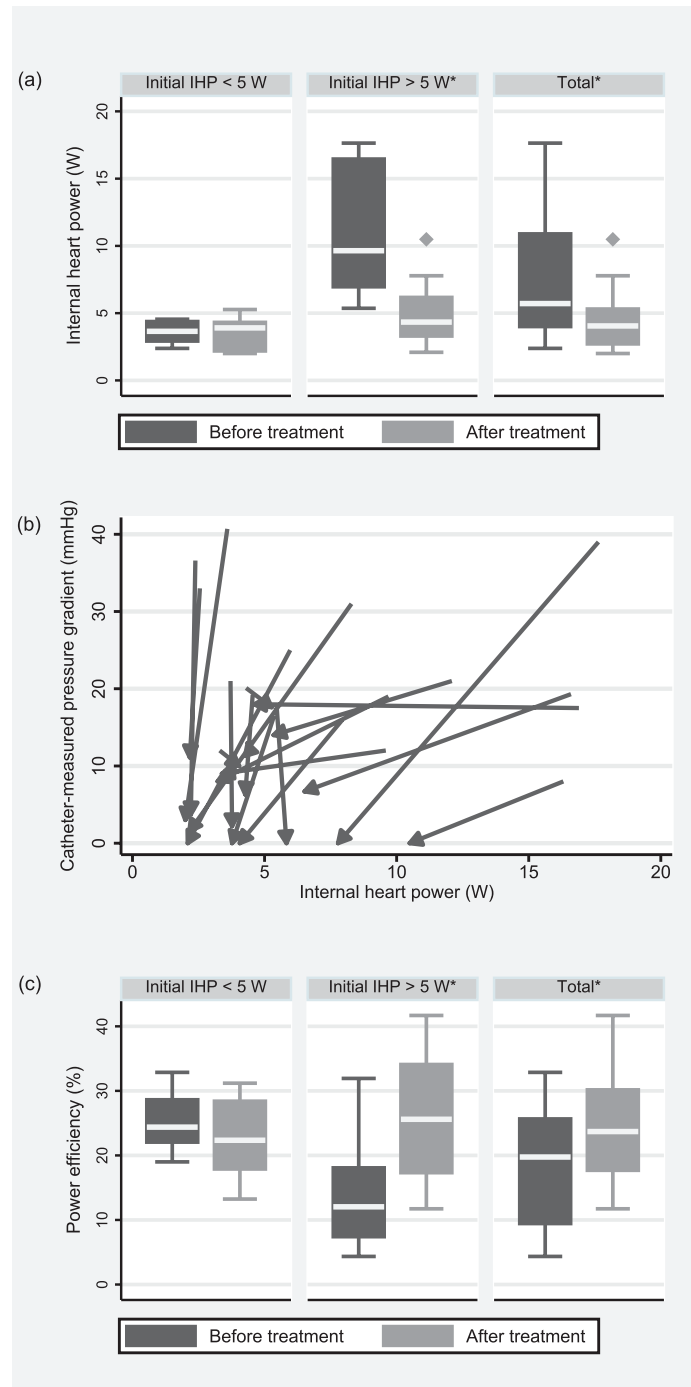 (a)
Initial IHP < 5 W
Initial IHP > 5 W*
Total*
Internal heart power (W)
20
15
10
5
0
Before treatment
After treatment
(b)
Catheter-measured pressure gradient (mmHg)
40
30
20
10
0
0
5
10
15
20
Internal heart power (W)
(c)
Initial IHP < 5 W
Initial IHP > 5 W*
Total*
Power efficiency (%)
40
30
20
10
0
Before treatment
After treatment